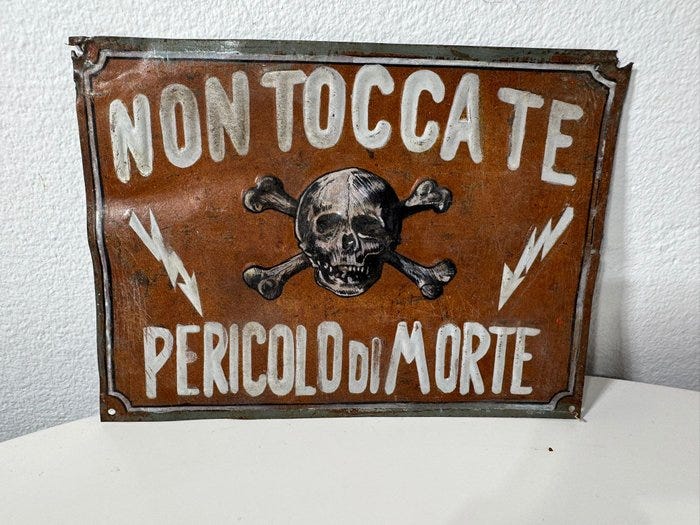 NON TOCCATE
PERICOLO DI MORTE